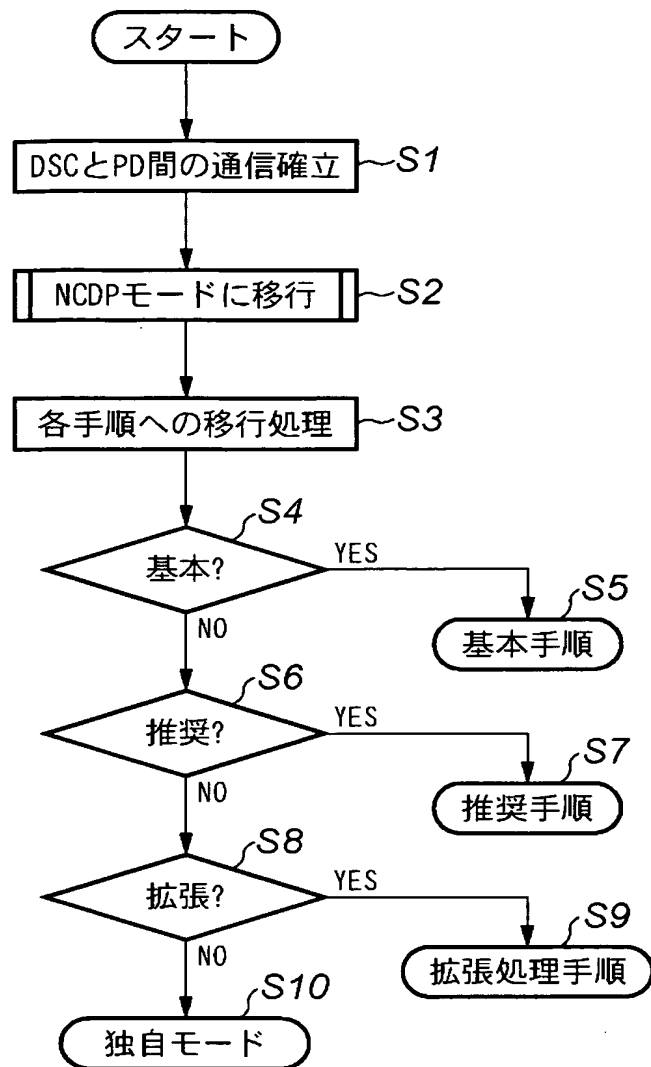 スタート
DSCとPD間の通信確立
S1
NCDPモードに移行
S2
各手順への移行処理
S3
S4
基本?
YES
NO
S5
基本手順
S6
推奨?
YES
NO
S7
推奨手順
S8
拡張?
YES
NO
S9
拡張処理手順
S10
独自モード